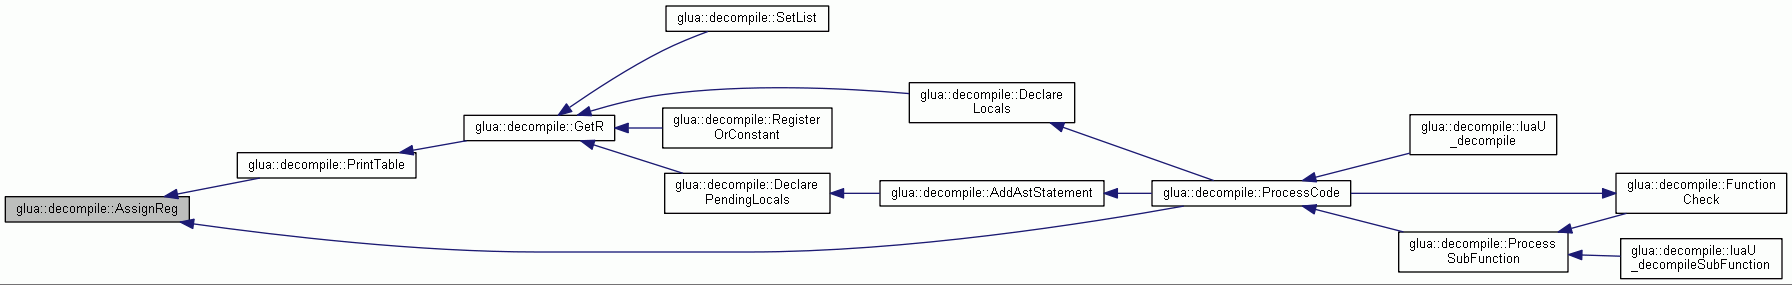 glua::decompile::SetList
glua::decompile::Declare
Locals
glua::decompile::GetR
glua::decompile::Register
OrConstant
glua::decompile::luaU
_decompile
glua::decompile::PrintTable
glua::decompile::Declare
PendingLocals
glua::decompile::AddAstStatement
glua::decompile::ProcessCode
glua::decompile::Function
Check
glua::decompile::AssignReg
glua::decompile::Process
SubFunction
glua::decompile::luaU
_decompileSubFunction